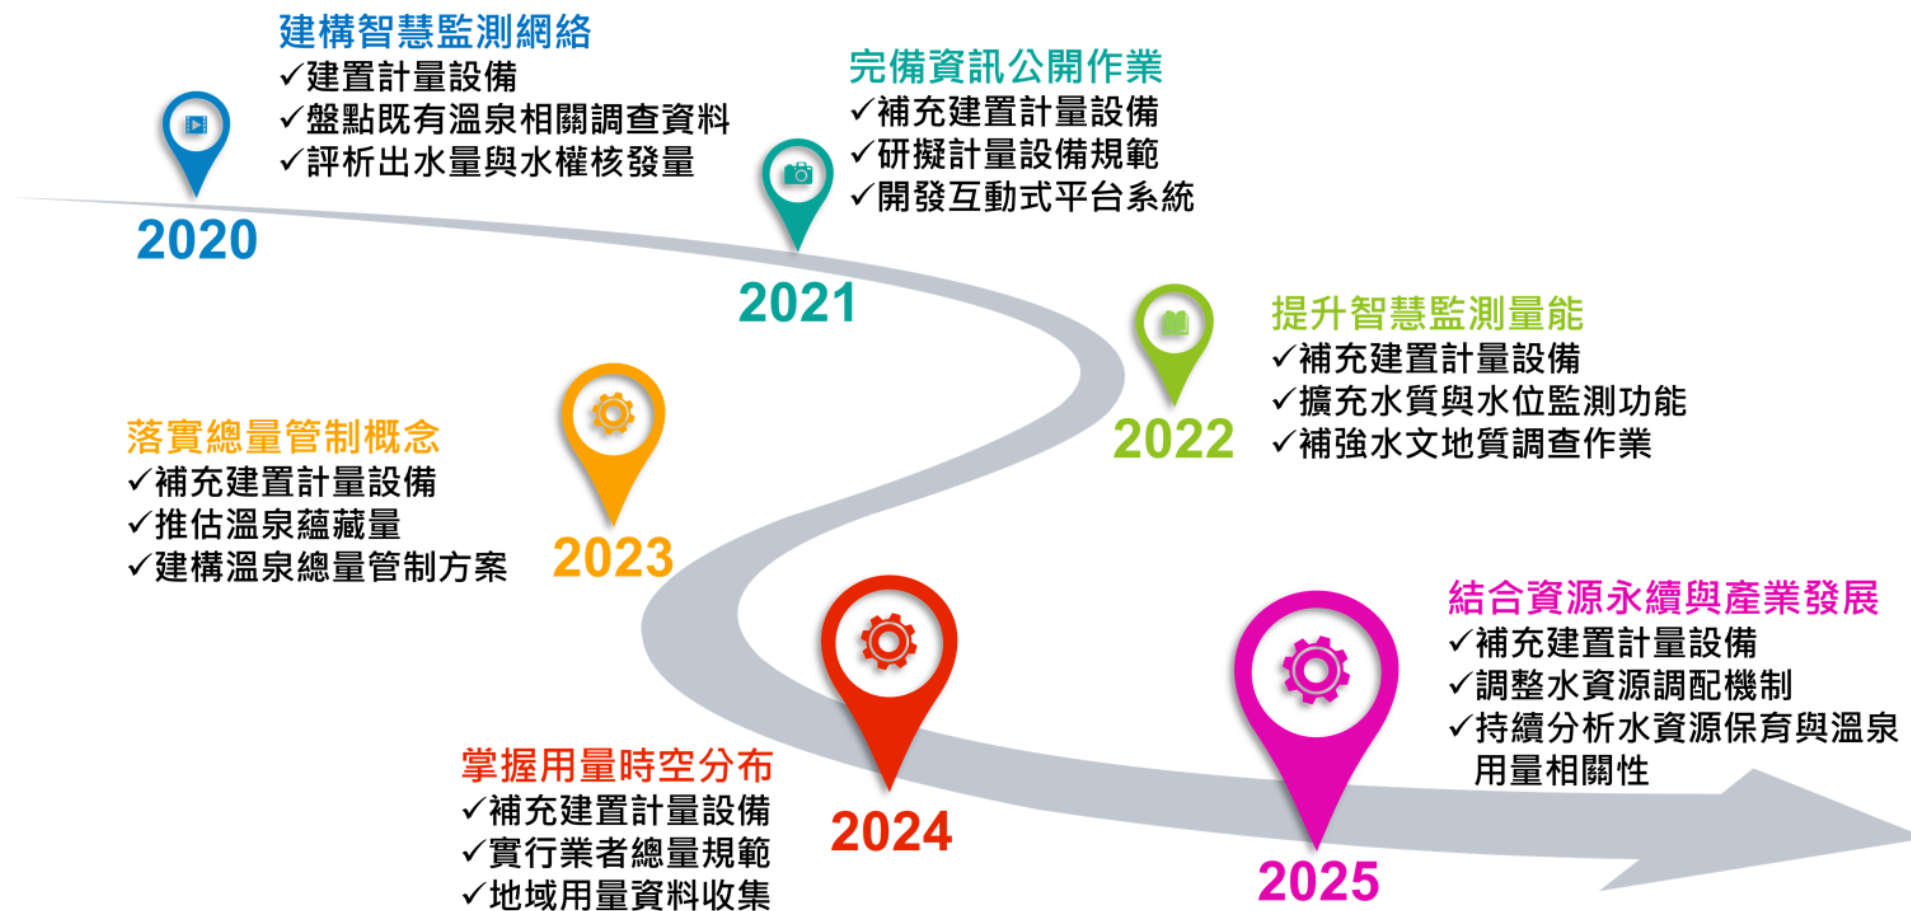 建構智慧監測網絡
✓建置計量設備
✓盤點既有溫泉相關調查資料
✓評析出水量與水權核發量
2020
完備資訊公開作業
✓補充建置計量設備
✓研擬計量設備規範
✓開發互動式平台系統
2021
提升智慧監測量能
✓補充建置計量設備
✓擴充水質與水位監測功能
✓補強水文地質調查作業
2022
落實總量管制概念
✓補充建置計量設備
✓推估溫泉蘊藏量
✓建構溫泉總量管制方案
2023
掌握用量時空分布
✓補充建置計量設備
✓實行業者總量規範
✓地域用量資料收集
2024
結合資源永續與產業發展
✓補充建置計量設備
✓調整水資源調配機制
✓持續分析水資源保育與溫泉
用量相關性
2025